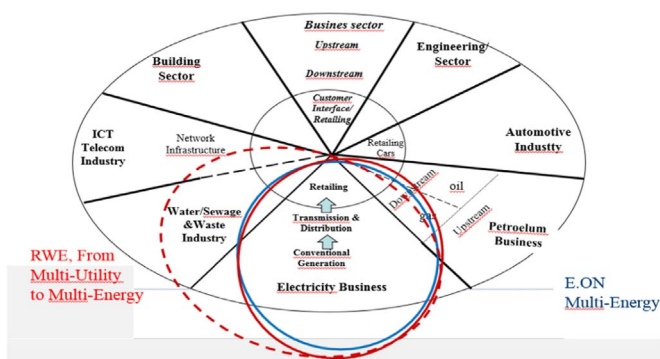 Busines sector
Upstream
Downstream
Customer
Interface/
Retailing
Building
Sector
Engineering/
Sector
ICT
Telecom
Industry
Network
Infrastructure
Retailing
Cars
Automotive
Industty
Water/Sewage
&Waste
Industry
Retailing
Transmission &
Distribution
Conventional
Generation
Electricity Business
Downstream
oil
gas
Upstream
Petroelum
Business
RWE, From
Multi-Utility
to Multi-Energy
E.ON
Multi-Energy